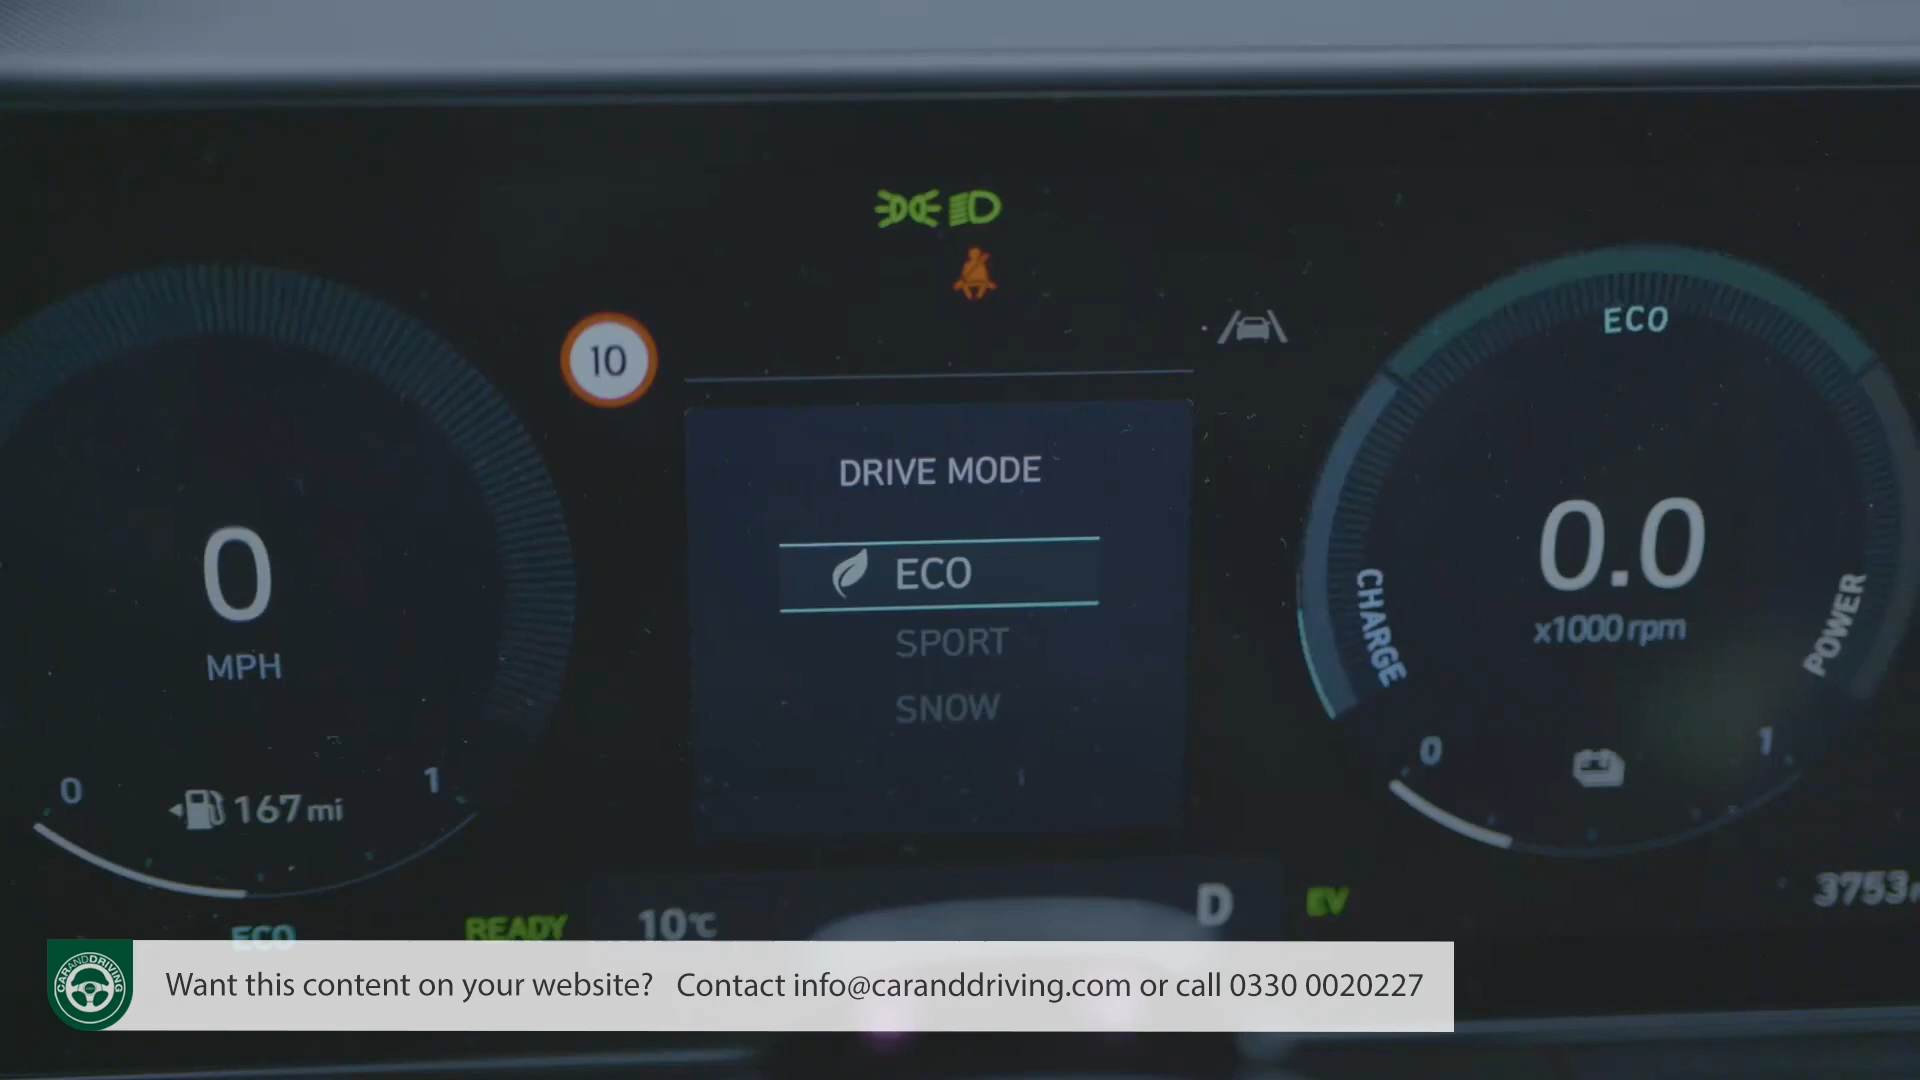 10
ECO
DRIVE MODE
ECO
SPORT
SNOW
0
MPH
0.0
x1000 rpm
CHARGE
POWER
0
1
167 mi
0
1
ECO
READY
10°C
D
EV
3753
CARANDDRIVING
Want this content on your website? Contact info@caranddriving.com or call 0330 0020227